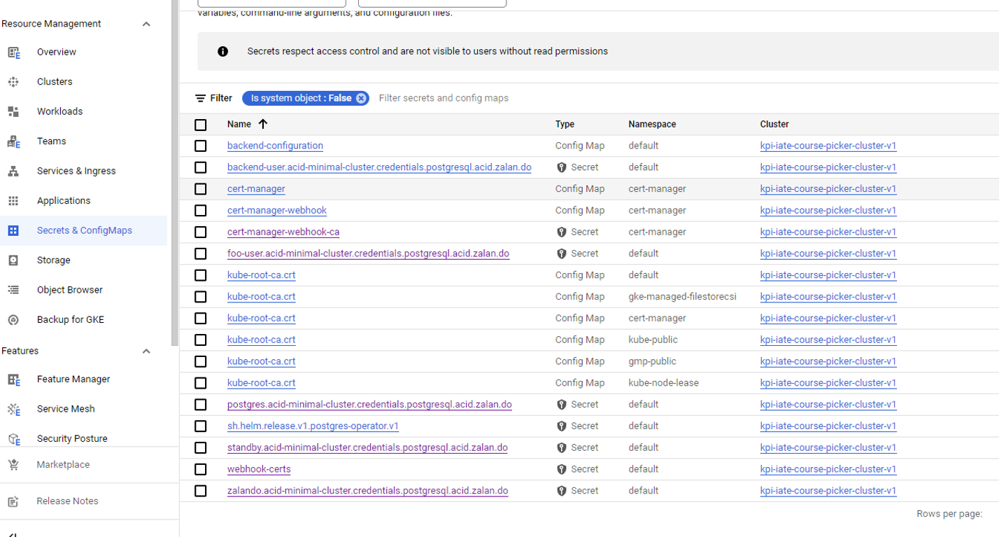 Resource Management
Overview
Clusters
Workloads
Teams
Services & Ingress
Applications
Secrets & ConfigMaps
Storage
Object Browser
Backup for GKE
Features
Feature Manager
Service Mesh
Security Posture
Marketplace
Release Notes
variables, command-line arguments, and configuration files.
Secrets respect access control and are not visible to users without read permissions
Filter Is system object : False Filter secrets and config maps
Name Type Namespace Cluster
backend-configuration Config Map default kpi-iate-course-picker-cluster-v1
backend-user.acid-minimal-cluster.credentials.postgresql.acid.zalan.do Secret default kpi-iate-course-picker-cluster-v1
cert-manager Config Map cert-manager kpi-iate-course-picker-cluster-v1
cert-manager-webhook Config Map cert-manager kpi-iate-course-picker-cluster-v1
cert-manager-webhook-ca Secret cert-manager kpi-iate-course-picker-cluster-v1
foo-user.acid-minimal-cluster.credentials.postgresql.acid.zalan.do Secret default kpi-iate-course-picker-cluster-v1
kube-root-ca.crt Config Map default kpi-iate-course-picker-cluster-v1
kube-root-ca.crt Config Map gke-managed-filestorecsi kpi-iate-course-picker-cluster-v1
kube-root-ca.crt Config Map cert-manager kpi-iate-course-picker-cluster-v1
kube-root-ca.crt Config Map kube-public kpi-iate-course-picker-cluster-v1
kube-root-ca.crt Config Map gmp-public kpi-iate-course-picker-cluster-v1
kube-root-ca.crt Config Map kube-node-lease kpi-iate-course-picker-cluster-v1
postgres.acid-minimal-cluster.credentials.postgresql.acid.zalan.do Secret default kpi-iate-course-picker-cluster-v1
sh.helm.release.v1.postgres-operator.v1 Secret default kpi-iate-course-picker-cluster-v1
standby.acid-minimal-cluster.credentials.postgresql.acid.zalan.do Secret default kpi-iate-course-picker-cluster-v1
webhook-certs Secret default kpi-iate-course-picker-cluster-v1
zalando.acid-minimal-cluster.credentials.postgresql.acid.zalan.do Secret default kpi-iate-course-picker-cluster-v1
Rows per page: